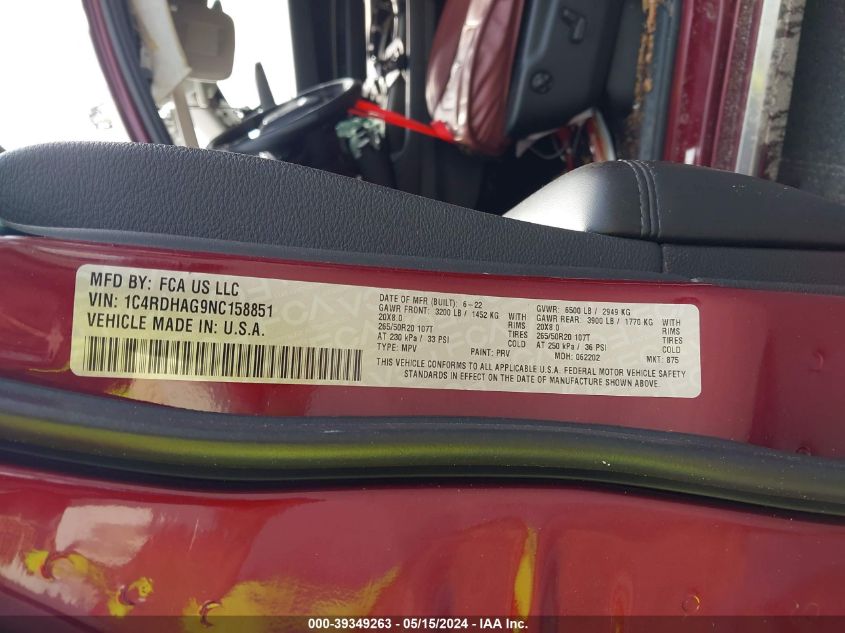 MFD BY: FCA US LLC
VIN: 1C4RDHAG9NC158851
VEHICLE MADE IN U.S.A.
DATE OF MFR (BUILT): 6-22 GVWR: 6500 LB / 2949 KG
GAWR FRONT: 3200 LB / 1452 KG WITH GAWR REAR: 3900 LB / 1770 KG WITH
20X8.0 RIMS 20X8.0 RIMS
265/50R20 107T TIRES 265/50R20 107T TIRES
AT 230 kPa / 33 PSI COLD AT 250 kPa / 36 PSI COLD
TYPE: MPV PAINT: PRV MDH: 062202 MKT: 875
THIS VEHICLE CONFORMS TO ALL APPLICABLE U.S.A. FEDERAL MOTOR VEHICLE SAFETY
STANDARDS IN EFFECT ON THE DATE OF MANUFACTURE SHOWN ABOVE.
000-39349263 - 05/15/2024 - IAAI.com